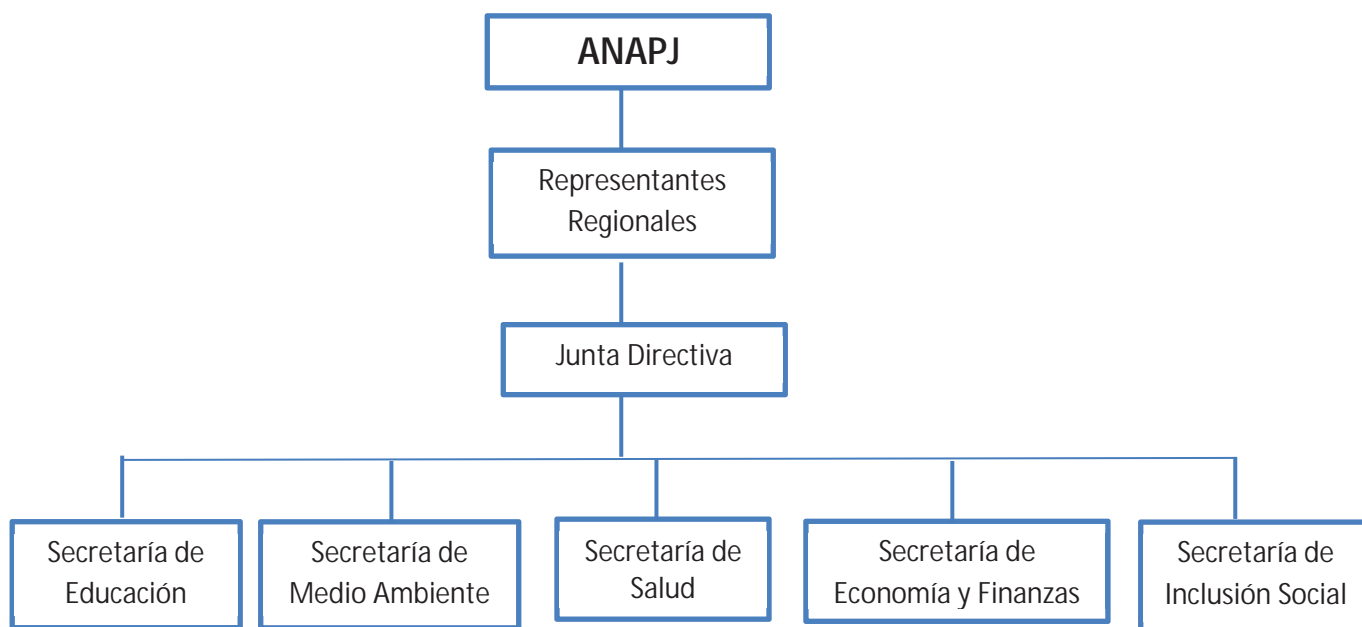 ANAPJ
Representantes
Regionales
Junta Directiva
Secretaría de
Educación
Secretaría de
Medio Ambiente
Secretaría de
Salud
Secretaría de
Economía y Finanzas
Secretaría de
Inclusión Social